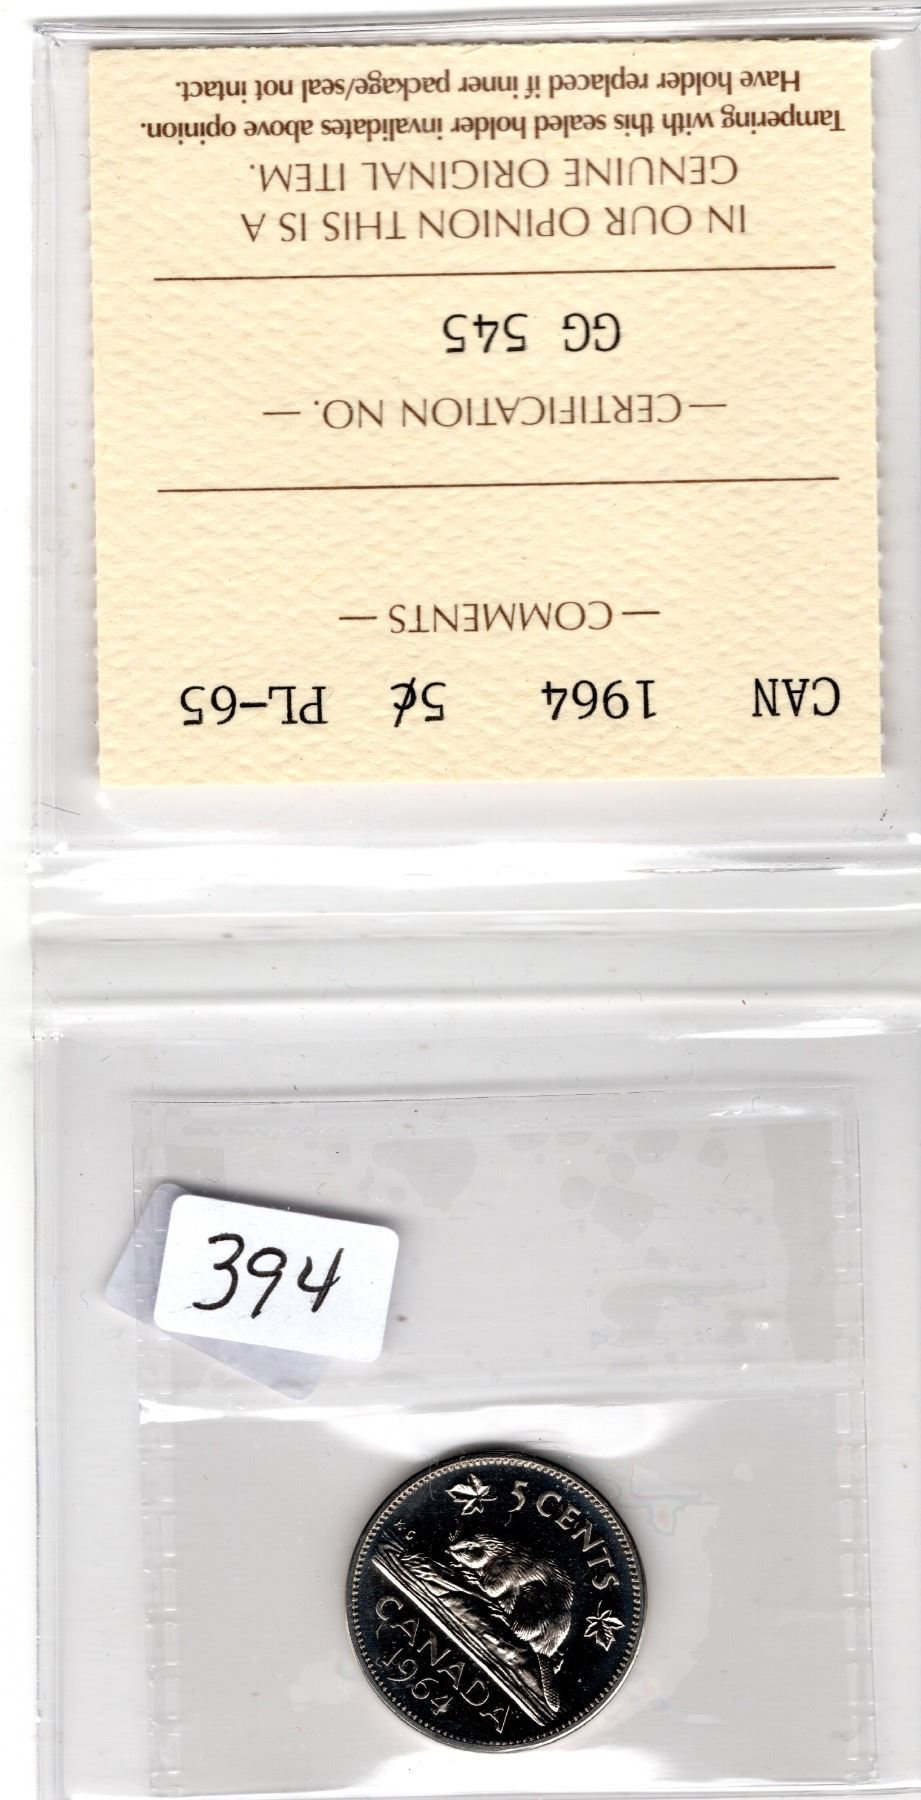 CAN 1964 5¢ PL-65
— COMMENTS —
— CERTIFICATION NO. —
GG 545
IN OUR OPINION THIS IS A
GENUINE ORIGINAL ITEM.
Tampering with this sealed holder invalidates above opinion.
Have holder replaced if inner package/seal not intact.
394
5 CENTS
K G
CANADA
1964